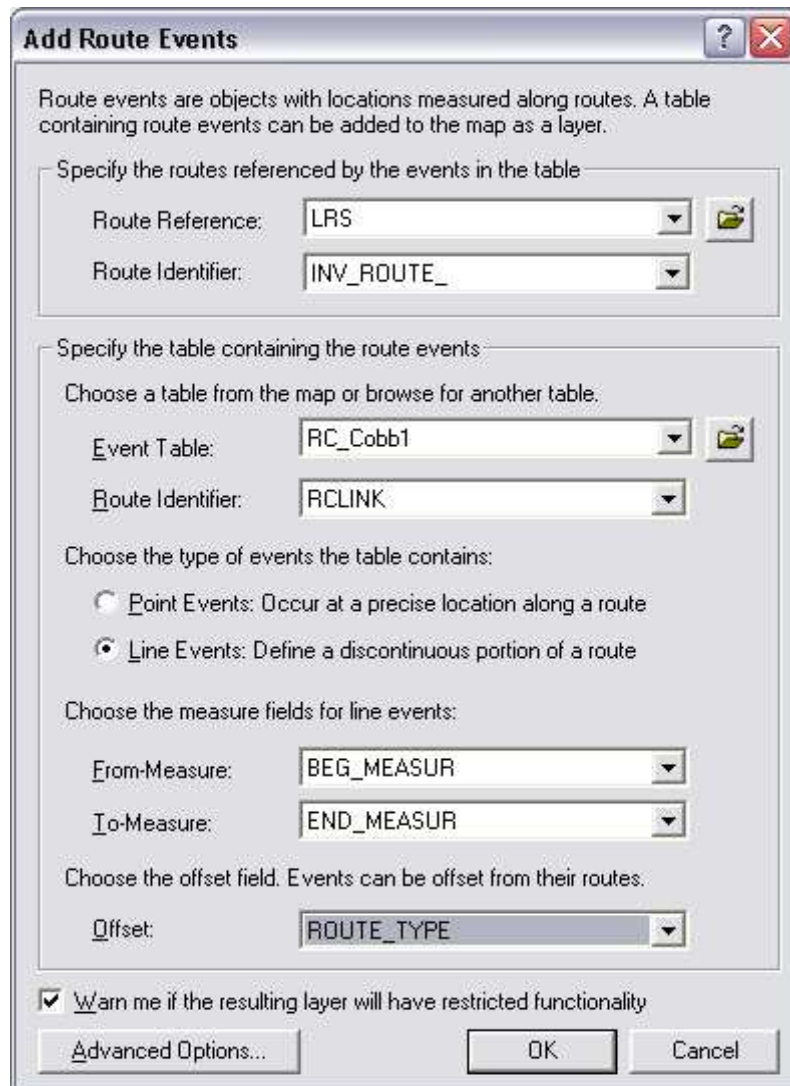 Add Route Events
Route events are objects with locations measured along routes. A table
containing route events can be added to the map as a layer.
Specify the routes referenced by the events in the table
Route Reference: LRS
Route Identifier: INV_ROUTE_
Specify the table containing the route events
Choose a table from the map or browse for another table.
Event Table: RC_Cobb1
Route Identifier: RCLINK
Choose the type of events the table contains:
Point Events: Occur at a precise location along a route
Line Events: Define a discontinuous portion of a route
Choose the measure fields for line events:
From-Measure: BEG_MEASUR
To-Measure: END_MEASUR
Choose the offset field. Events can be offset from their routes.
Offset: ROUTE_TYPE
Warn me if the resulting layer will have restricted functionality
Advanced Options... OK Cancel